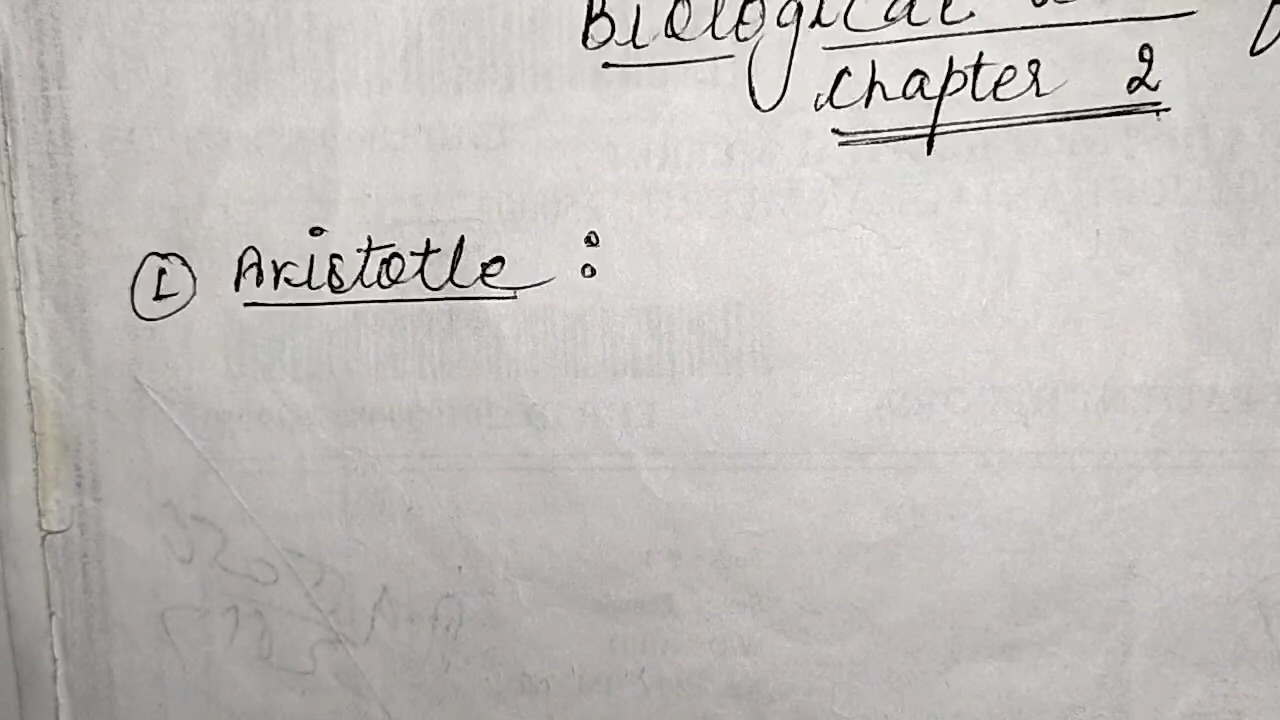 Biological
Chapter 2
① Aristotle :